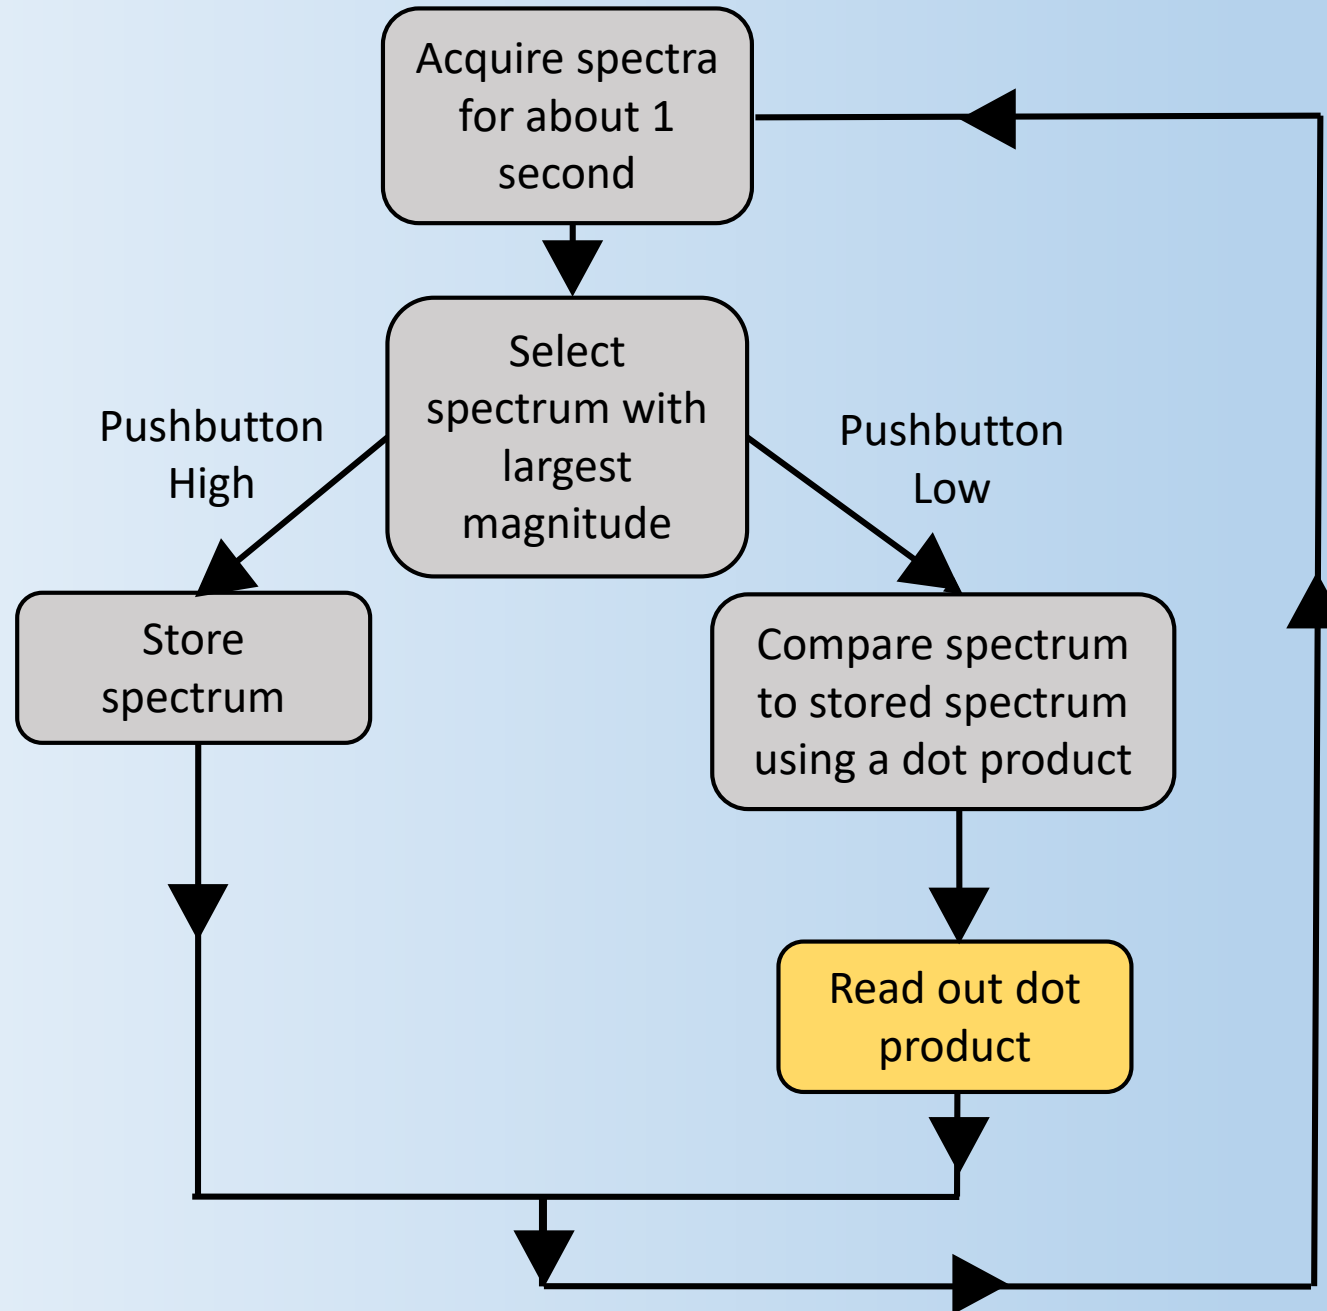 Acquire spectra
for about 1
second
Select
spectrum with
largest
magnitude
Pushbutton
High
Pushbutton
Low
Store
spectrum
Compare spectrum
to stored spectrum
using a dot product
Read out dot
product